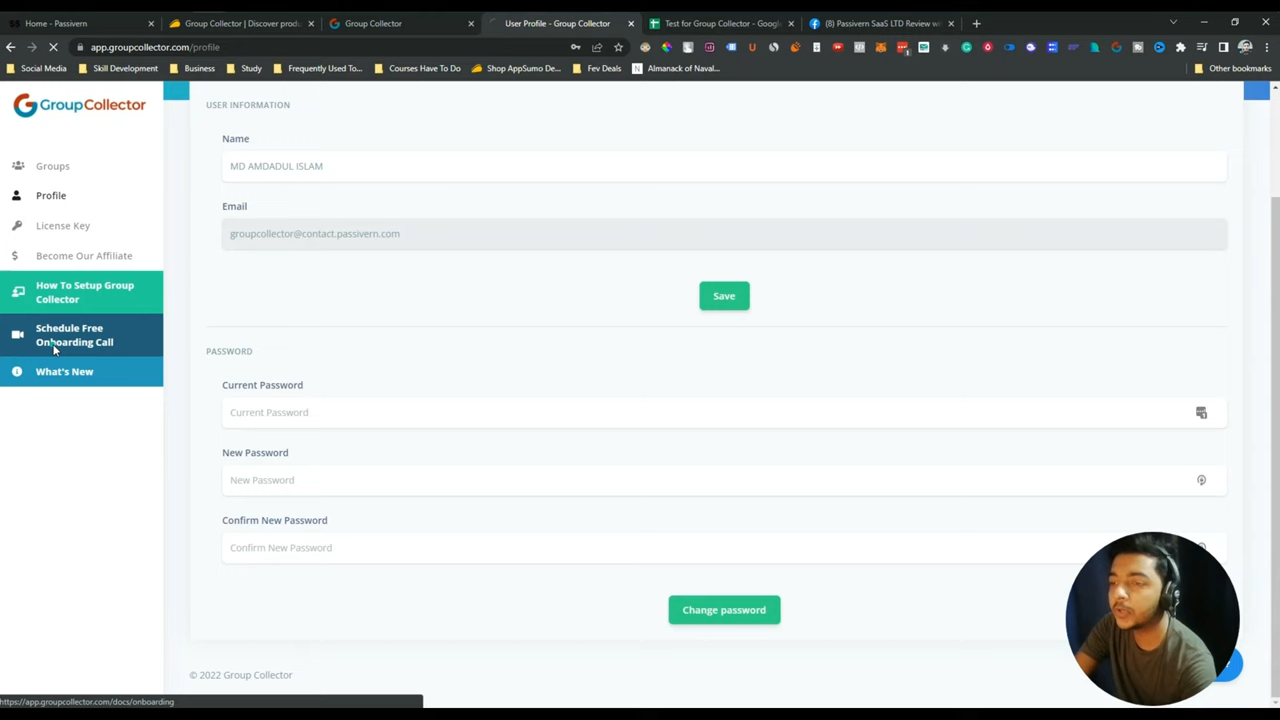 Home - Passivern
Group Collector | Discover prod
Group Collector
User Profile - Group Collector
Test for Group Collector - Google
(8) Passivern SaaS LTD Review wi
app.groupcollector.com/profile
Social Media
Skill Development
Business
Study
Frequently Used To...
Courses Have To Do
Shop AppSumo De...
Fev Deals
Almanack of Naval...
Other bookmarks
GroupCollector
Groups
Profile
License Key
Become Our Affiliate
How To Setup Group
Collector
Schedule Free
Onboarding Call
What's New
USER INFORMATION
Name
MD AMDADUL ISLAM
Email
groupcollector@contact.passivern.com
Save
PASSWORD
Current Password
Current Password
New Password
New Password
Confirm New Password
Confirm New Password
Change password
© 2022 Group Collector
https://app.groupcollector.com/docs/onboarding